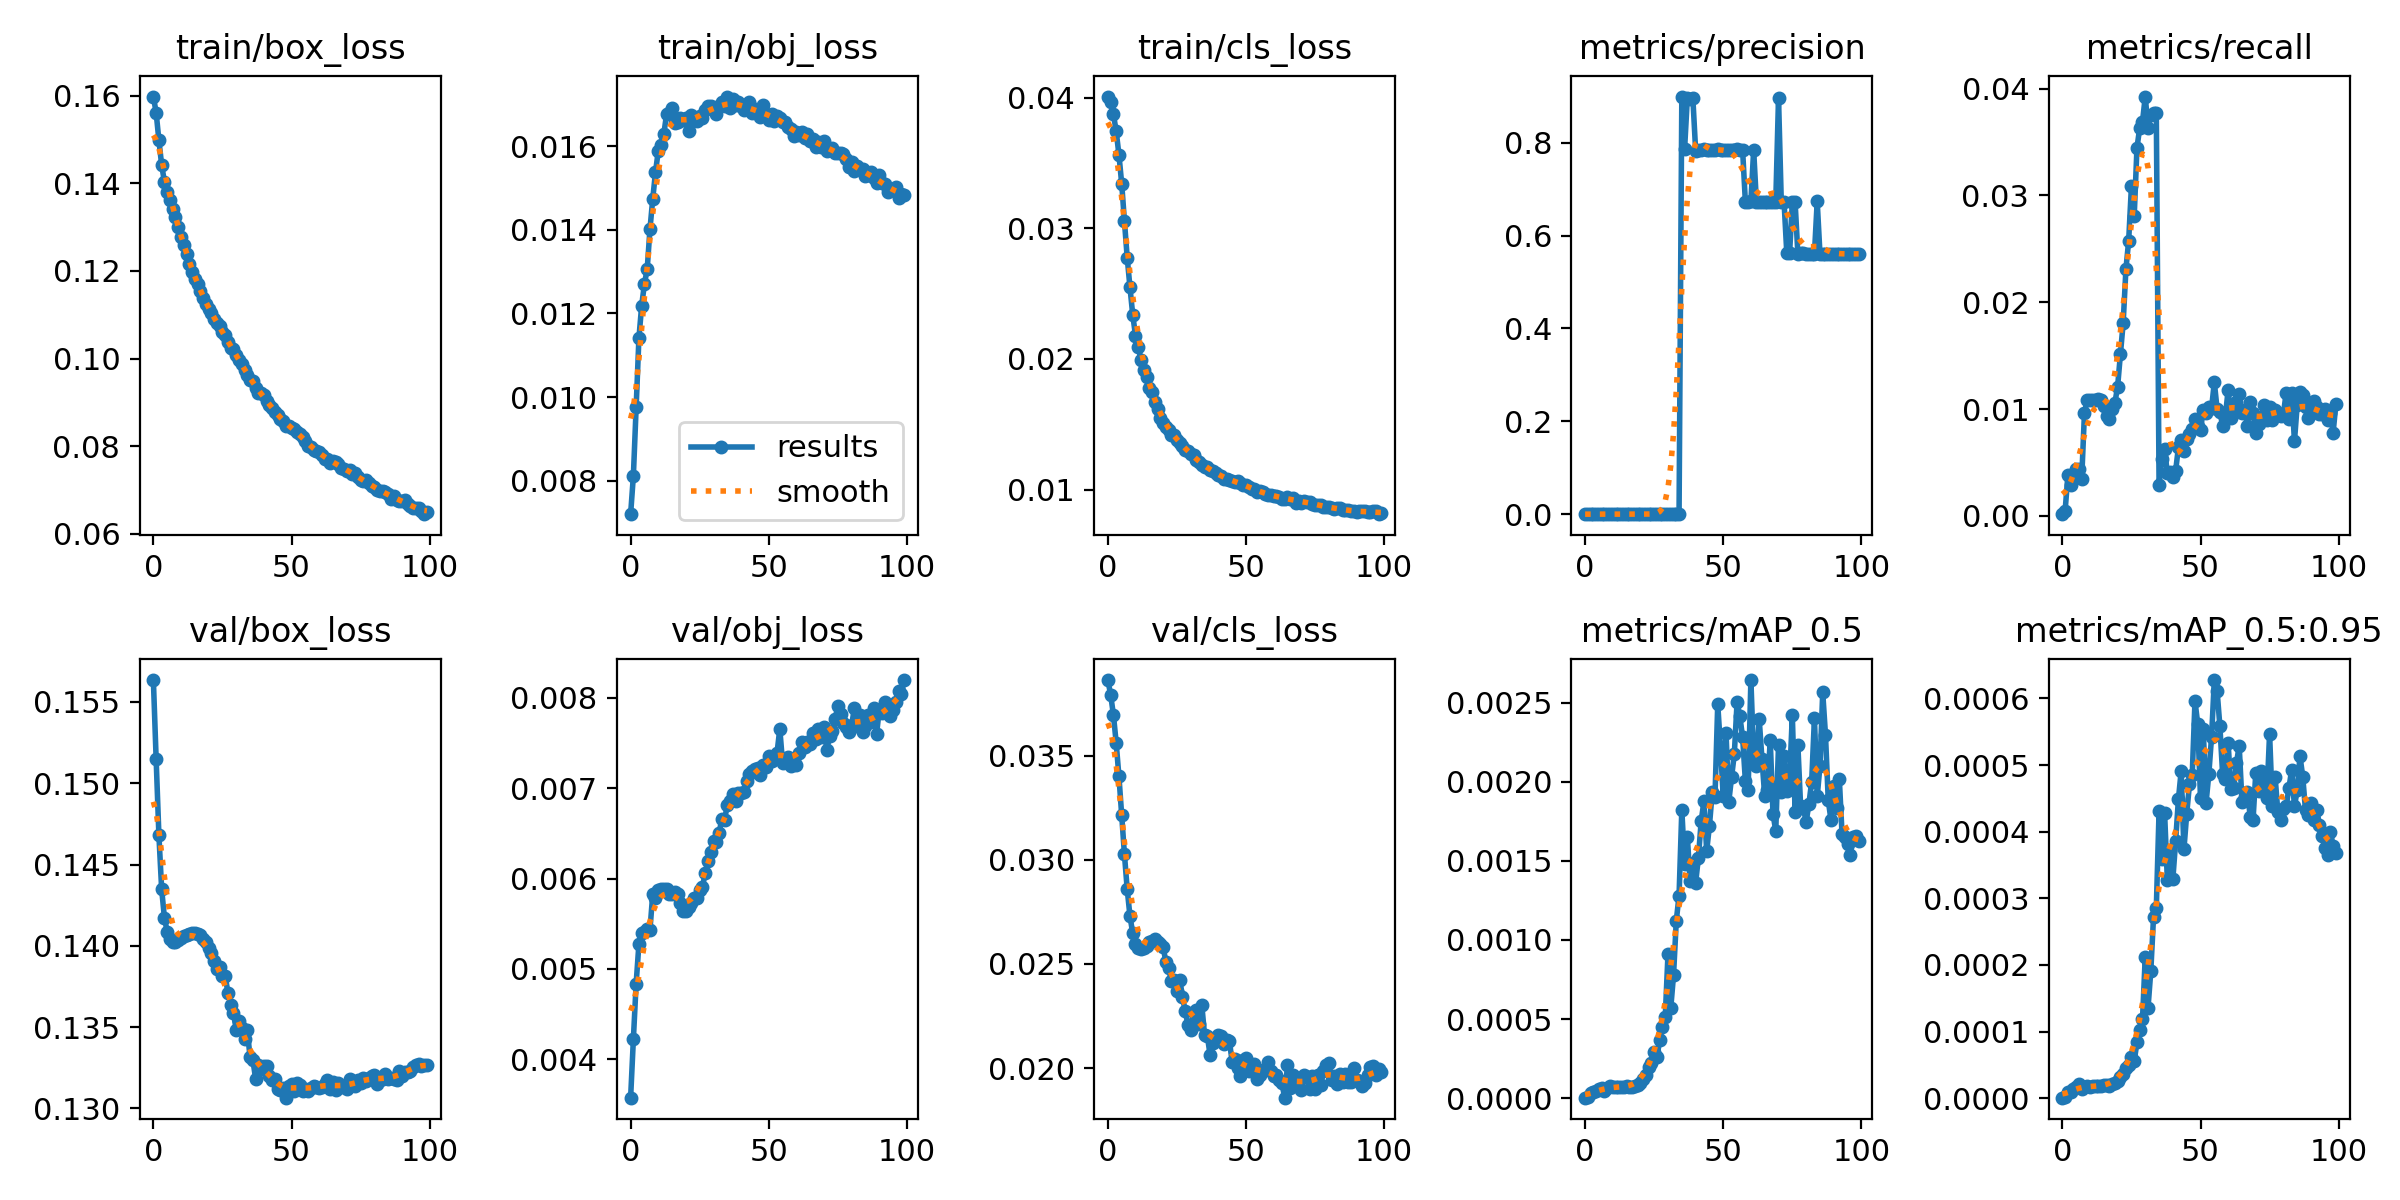 train/box_loss
train/obj_loss
train/cls_loss
metrics/precision
metrics/recall
0.16
0.14
0.12
0.10
0.08
0.06
0 50 100
0.016
0.014
0.012
0.010
0.008
results
smooth
0 50 100
0.04
0.03
0.02
0.01
0 50 100
0.8
0.6
0.4
0.2
0.0
0 50 100
0.04
0.03
0.02
0.01
0.00
0 50 100
val/box_loss
val/obj_loss
val/cls_loss
metrics/mAP_0.5
metrics/mAP_0.5:0.95
0.155
0.150
0.145
0.140
0.135
0.130
0 50 100
0.008
0.007
0.006
0.005
0.004
0 50 100
0.035
0.030
0.025
0.020
0 50 100
0.0025
0.0020
0.0015
0.0010
0.0005
0.0000
0 50 100
0.0006
0.0005
0.0004
0.0003
0.0002
0.0001
0.0000
0 50 100